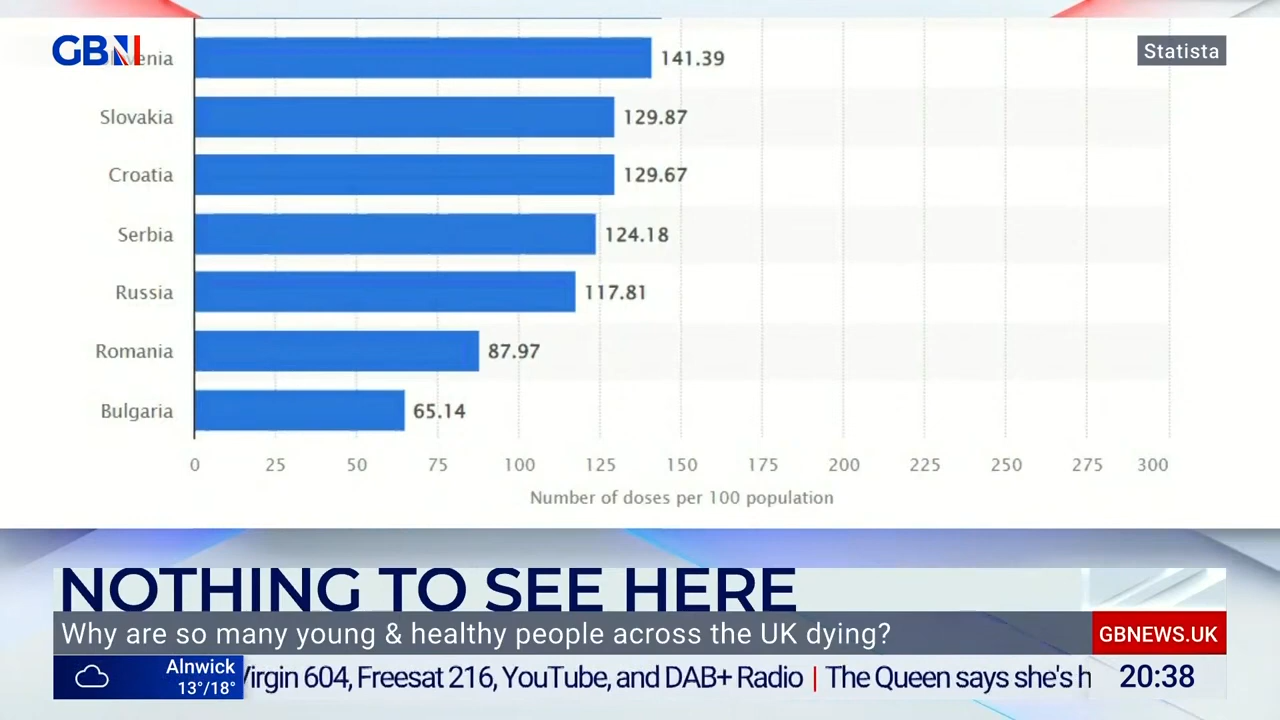 GBN
Statista
141.39
Slovakia
129.87
Croatia
129.67
Serbia
124.18
Russia
117.81
Romania
87.97
Bulgaria
65.14
0 25 50 75 100 125 150 175 200 225 250 275 300
Number of doses per 100 population
NOTHING TO SEE HERE
Why are so many young & healthy people across the UK dying?
GBNEWS.UK
Alnwick
13°/18°
Virgin 604, Freesat 216, YouTube, and DAB+ Radio | The Queen says she's h
20:38